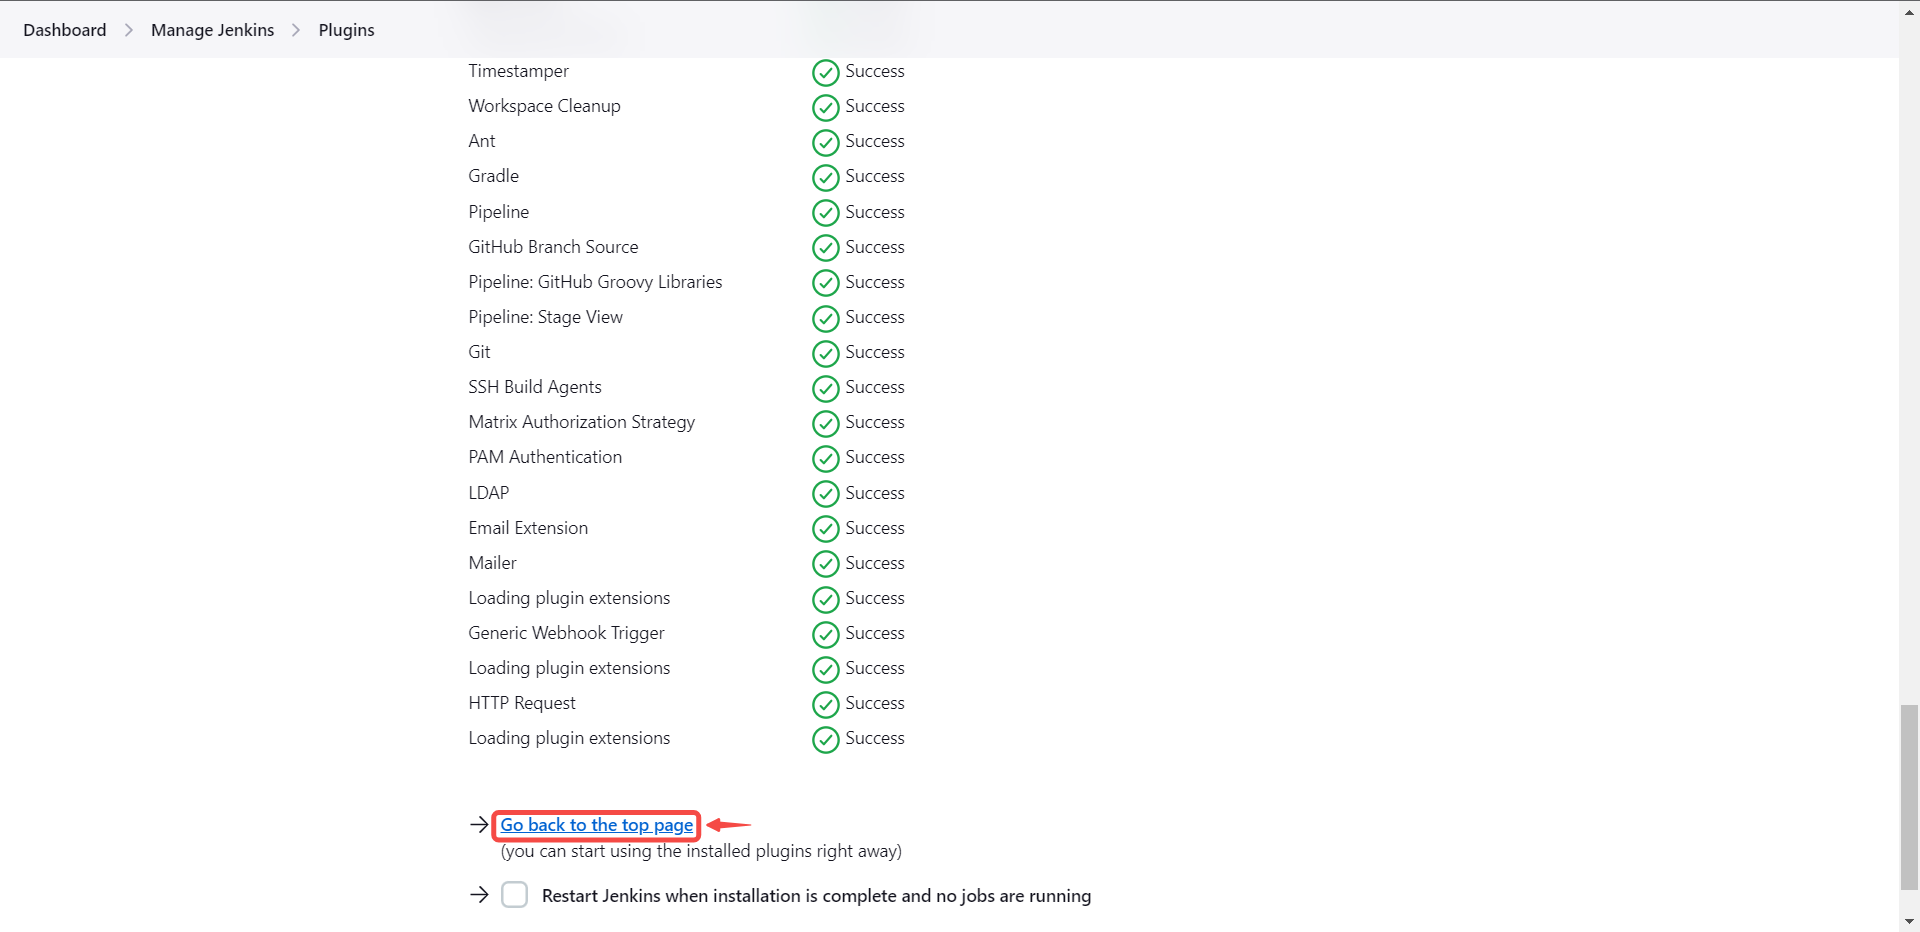 Dashboard Manage Jenkins Plugins
Timestamper Success
Workspace Cleanup Success
Ant Success
Gradle Success
Pipeline Success
GitHub Branch Source Success
Pipeline: GitHub Groovy Libraries Success
Pipeline: Stage View Success
Git Success
SSH Build Agents Success
Matrix Authorization Strategy Success
PAM Authentication Success
LDAP Success
Email Extension Success
Mailer Success
Loading plugin extensions Success
Generic Webhook Trigger Success
Loading plugin extensions Success
HTTP Request Success
Loading plugin extensions Success
Go back to the top page
(you can start using the installed plugins right away)
Restart Jenkins when installation is complete and no jobs are running